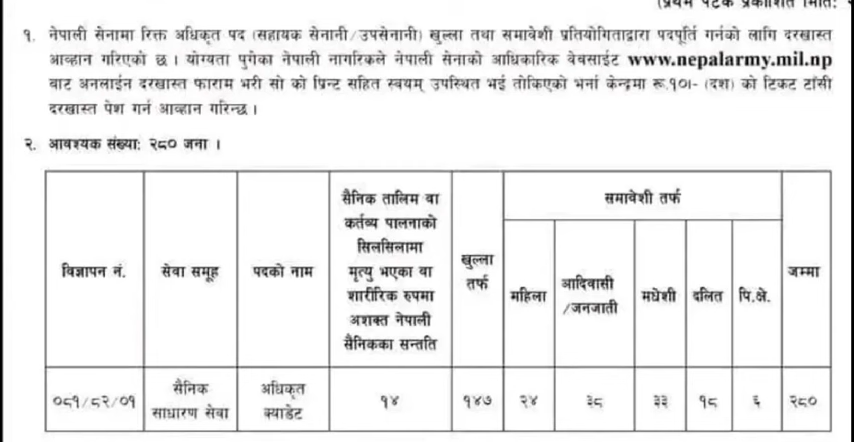 (प्रथम पटक प्रकाशित मिति:
१. नेपाली सेनामा रिक्त अधिकृत पद (सहायक सेनानी/उपसेनानी) खुल्ला तथा समावेशी प्रतियोगिताद्वारा पदपूर्ति गर्नको लागि दरखास्त
आव्हान गरिएको छ । योग्यता पुगेका नेपाली नागरिकले नेपाली सेनाको आधिकारिक वेबसाईट www.nepalarmy.mil.np
बाट अनलाईन दरखास्त फाराम भरी सो को प्रिन्ट सहित स्वयम् उपस्थित भई तोकिएको भर्ना केन्द्रमा रू.१०।- (दश) को टिकट टाँसी
दरखास्त पेश गर्न आव्हान गरिन्छ ।
२. आवश्यक संख्या: २८० जना ।
विज्ञापन नं.
सेवा समूह
पदको नाम
सैनिक तालिम वा
कर्तव्य पालनाको
सिलसिलामा
मृत्यु भएका वा
शारीरिक रुपमा
अशक्त नेपाली
सैनिकका सन्तति
खुल्ला
तर्फ
समावेशी तर्फ
महिला
आदिवासी
/जनजाती
मधेशी
दलित
पि.क्षे.
जम्मा
०८१/८२/०१
सैनिक
साधारण सेवा
अधिकृत
क्याडेट
१४
१४७
२४
३८
३३
१८
६
२८०